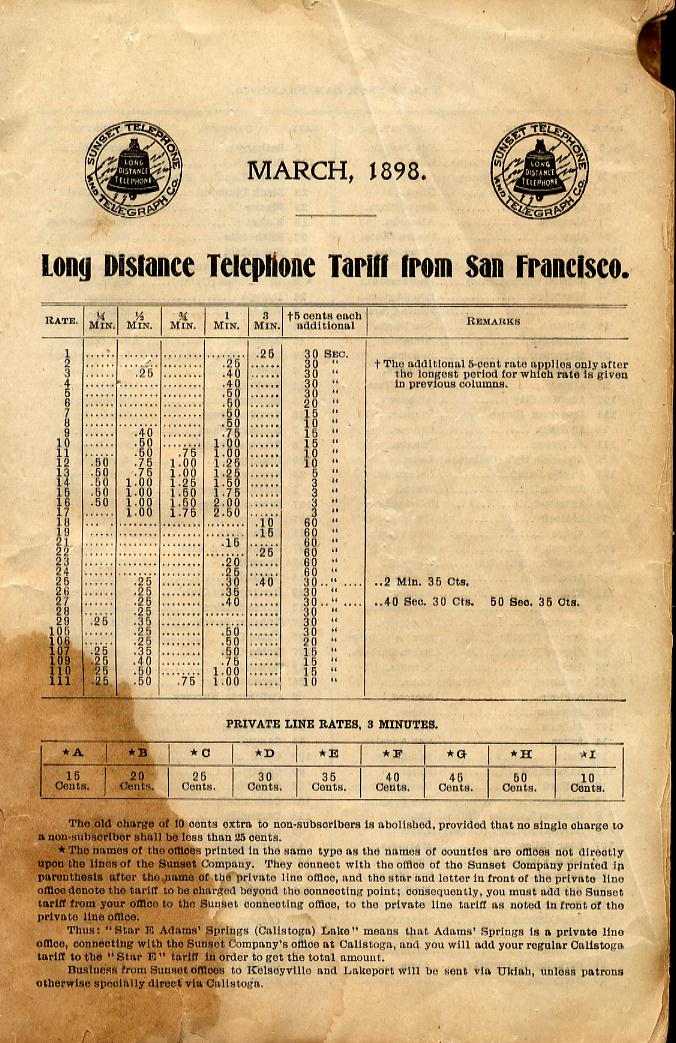 SUNSET TELEPHONE AND TELEGRAPH CO.
LONG DISTANCE TELEPHONE
MARCH, 1898.
SUNSET TELEPHONE AND TELEGRAPH CO.
LONG DISTANCE TELEPHONE
Long Distance Telephone Tariff from San Francisco.
RATE. ¼ MIN. ½ MIN. ¾ MIN. 1 MIN. 3 MIN. †5 cents each additional REMARKS
1 .25 30 SEC.
2 .25 30 "
3 .25 .40 30 "
4 .40 30 "
5 .50 30 "
6 .50 20 "
7 .50 15 "
8 .50 10 "
9 .40 .75 15 "
10 .50 1.00 15 "
11 .50 .75 1.00 10 "
12 .50 .75 1.00 1.25 10 "
13 .50 .75 1.00 1.25 5 "
14 .50 1.00 1.25 1.50 3 "
15 .50 1.00 1.50 1.75 3 "
16 .50 1.00 1.50 2.00 3 "
17 1.00 1.75 2.50 3 "
18 .10 60 "
19 .15 60 "
21 .15 60 "
22 .25 60 "
23 .20 60 "
24 .25 60 "
25 .25 .30 .40 30.." ....
26 .25 .35 30 "
27 .25 .40 30.." ....
28 .25 30 "
29 .25 .35 30 "
105 .25 .50 30 "
106 .25 .50 20 "
107 .25 .35 .50 15 "
109 .25 .40 .75 15 "
110 .25 .50 1.00 15 "
111 .25 .50 .75 1.00 10 "
† The additional 5-cent rate applies only after
the longest period for which rate is given
in previous columns.
..2 Min. 35 Cts.
..40 Sec. 30 Cts. 50 Sec. 35 Cts.
PRIVATE LINE RATES, 3 MINUTES.
★A ★B ★C ★D ★E ★F ★G ★H ★I
15 20 25 30 35 40 45 50 10
Cents. Cents. Cents. Cents. Cents. Cents. Cents. Cents. Cents.
The old charge of 10 cents extra to non-subscribers is abolished, provided that no single charge to
a non-subscriber shall be less than 25 cents.
★ The names of the offices printed in the same type as the names of counties are offices not directly
upon the lines of the Sunset Company. They connect with the office of the Sunset Company printed in
parenthesis after the name of the private line office, and the star and letter in front of the private line
office denote the tariff to be charged beyond the connecting point; consequently, you must add the Sunset
tariff from your office to the Sunset connecting office, to the private line tariff as noted in front of the
private line office.
Thus: "Star E Adams' Springs (Calistoga) Lake" means that Adams' Springs is a private line
office, connecting with the Sunset Company's office at Calistoga, and you will add your regular Calistoga
tariff to the "Star E" tariff in order to get the total amount.
Business from Sunset offices to Kelseyville and Lakeport will be sent via Ukiah, unless patrons
otherwise specially direct via Calistoga.